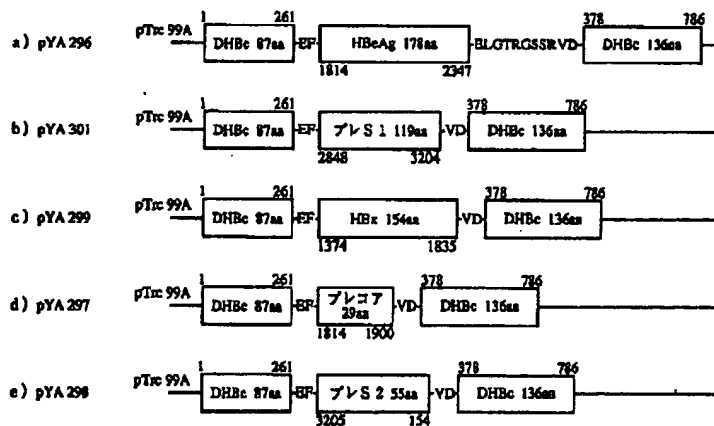 1 261 378 786
a) pYA 296 pTrc 99A DHBc 87aa EF HBeAg 178aa ELGTRGSSRVD DHBc 136aa
1814 2347
1 261 378 786
b) pYA 301 pTrc 99A DHBc 87aa EF プレS1 119aa VD DHBc 136aa
2848 3204
1 261 378 786
c) pYA 299 pTrc 99A DHBc 87aa EF HBx 154aa VD DHBc 136aa
1374 1835
1 261 378 786
d) pYA 297 pTrc 99A DHBc 87aa EF プレコア 29aa VD DHBc 136aa
1814 1900
1 261 378 786
e) pYA 298 pTrc 99A DHBc 87aa EF プレS2 55aa VD DHBc 136aa
3205 154